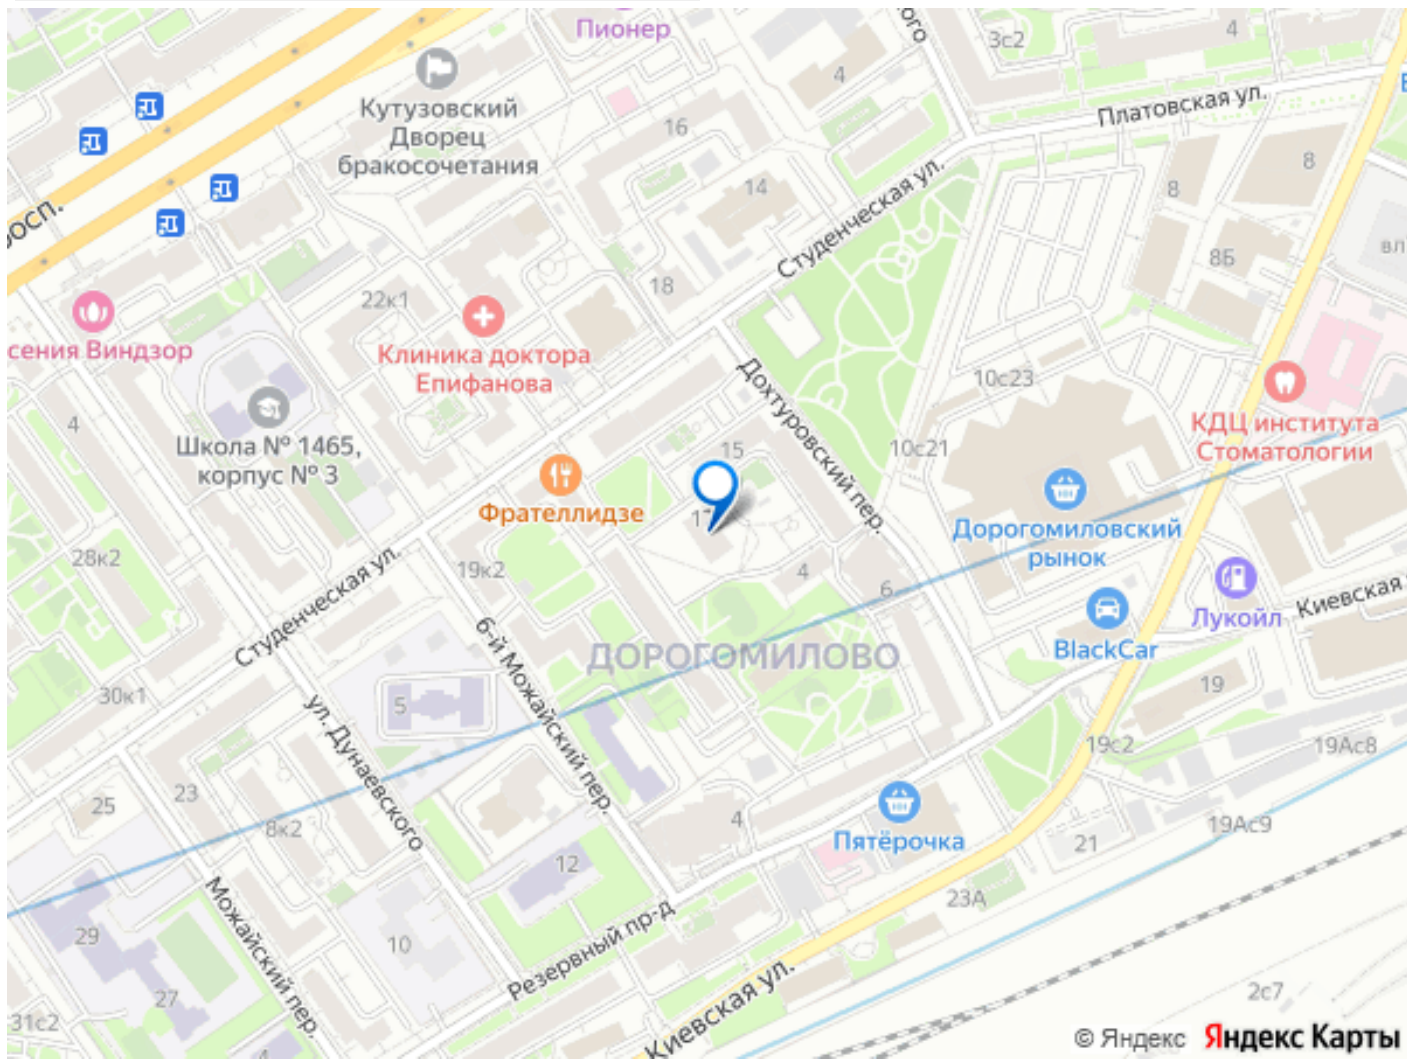 Пионер
3с2
4
4
Кутузовский
Дворец
бракосочетания
16
Платовская ул.
8
14
8
Студенческая ул.
8Б
вл
осп.
18
22к1
сения Виндзор
Клиника доктора
Епифанова
Дохтуровский пер.
10с23
4
Школа № 1465,
корпус № 3
КДЦ института
Стоматологии
15
10с21
Фрателлидзе
Дорогомиловский
рынок
28к2
19к2
4
6
Студенческая ул.
Лукойл
Киевская
BlackCar
6-й Можайский пер.
ДОРОГОМИЛОВО
30к1
5
19
ул. Дунаевского
19с2
19Ас8
23
25
8к2
4
Пятёрочка
19Ас9
21
12
Можайский пер.
23А
29
10
Резервный пр-д
Киевская ул.
27
2с7
31с2
4
© Яндекс Яндекс Карты